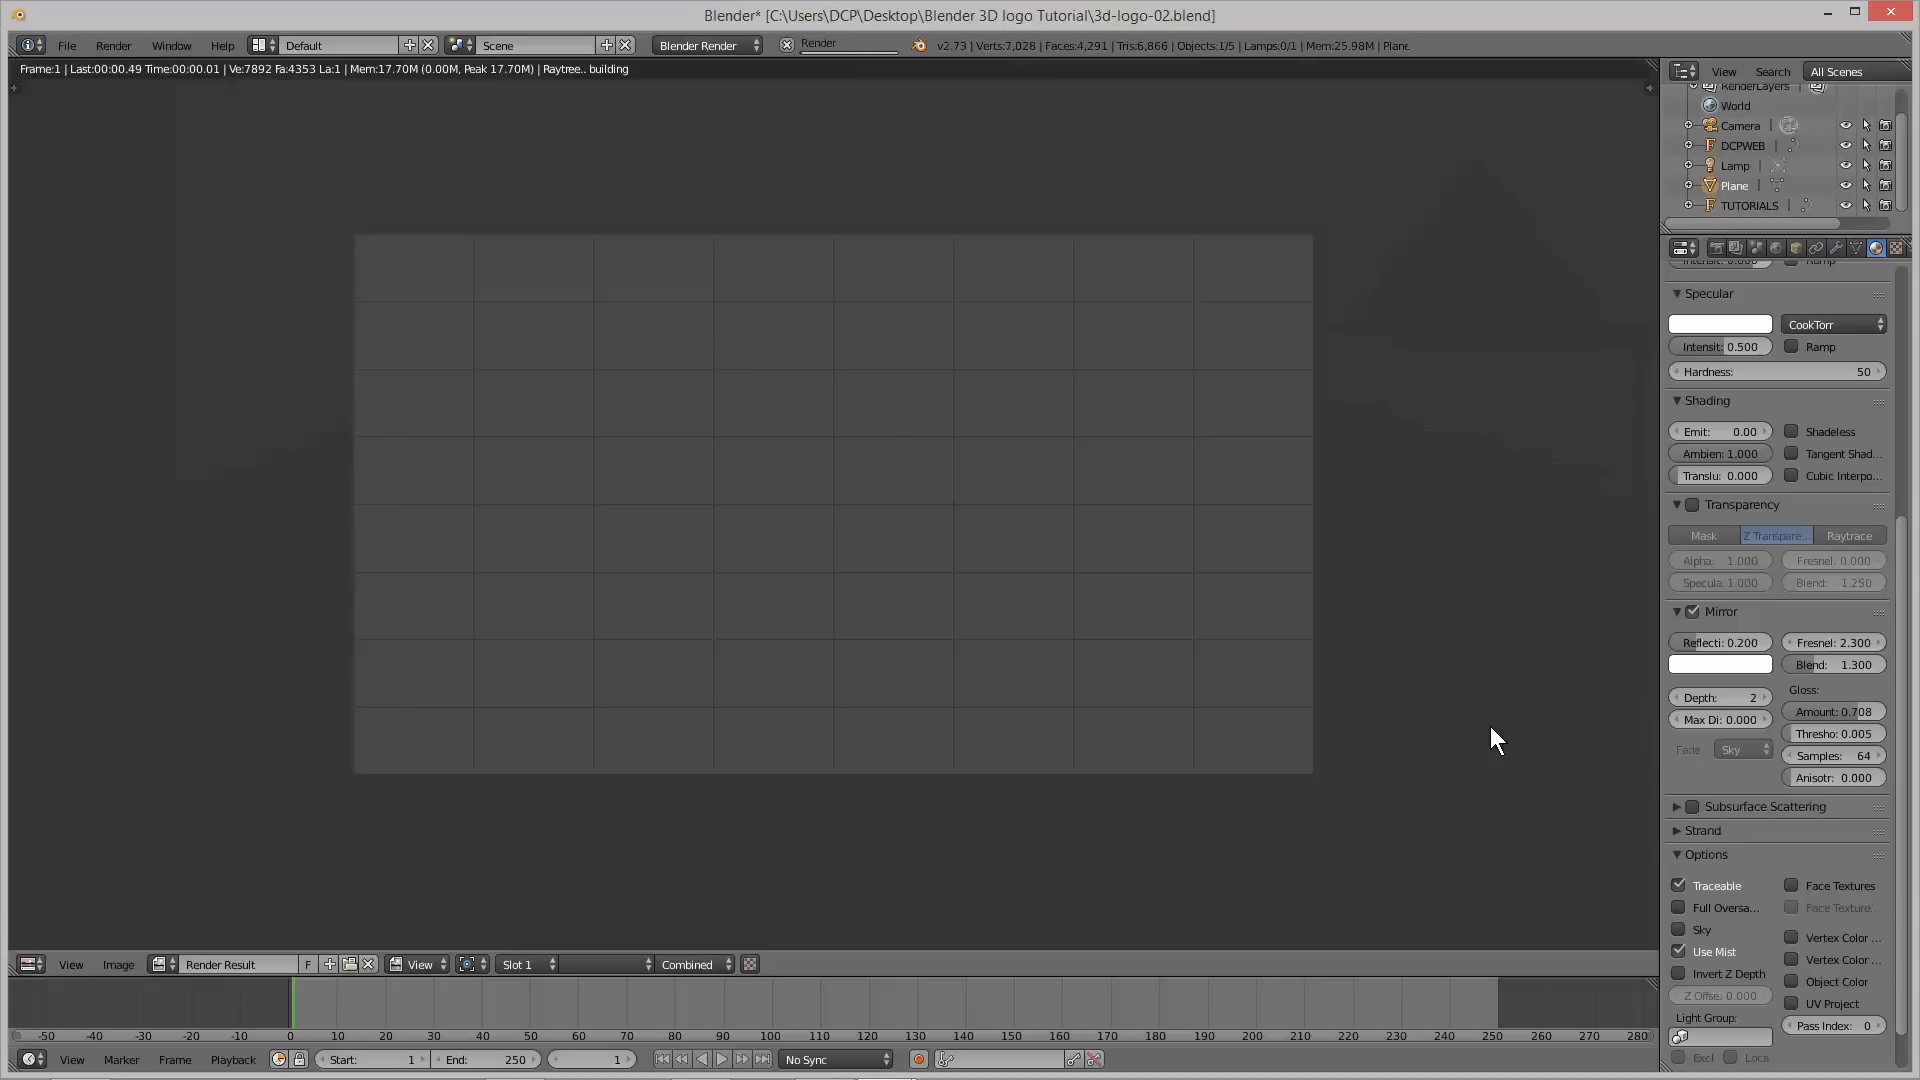 Blender* [C:\Users\DCP\Desktop\Blender 3D logo Tutorial\3d-logo-02.blend]
File Render Window Help Default Scene Blender Render Render v2.73 | Verts:7,028 | Faces:4,291 | Tris:6,866 | Objects:1/5 | Lamps:0/1 | Mem:25.98M | Plane
Frame:1 | Last:00:00.49 Time:00:00.01 | Ve:7892 Fa:4353 La:1 | Mem:17.70M (0.00M, Peak 17.70M) | Raytree.. building
View Search All Scenes
RenderLayers
World
Camera
DCPWEB
Lamp
Plane
TUTORIALS
Intensit: 0.800 Ramp
Specular
CookTorr
Intensit: 0.500 Ramp
Hardness: 50
Shading
Emit: 0.00 Shadeless
Ambien: 1.000 Tangent Shad...
Translu: 0.000 Cubic Interpo...
Transparency
Mask Z Transpare... Raytrace
Alpha: 1.000 Fresnel: 0.000
Specula: 1.000 Blend: 1.250
Mirror
Reflecti: 0.200 Fresnel: 2.300
Blend: 1.300
Gloss:
Depth: 2
Amount: 0.708
Max Di: 0.000
Thresho: 0.005
Fade Sky
Samples: 64
Anisotr: 0.000
Subsurface Scattering
Strand
Options
Traceable Face Textures
Full Oversa... Face Texture...
Sky
Vertex Color ...
Use Mist
Vertex Color ...
Invert Z Depth
Object Color
Z Offse: 0.000
UV Project
Light Group:
Pass Index: 0
Excl Loca
View Image Render Result F View Slot 1 Combined
-50 -40 -30 -20 -10 0 10 20 30 40 50 60 70 80 90 100 110 120 130 140 150 160 170 180 190 200 210 220 230 240 250 260 270 280
View Marker Frame Playback Start: 1 End: 250 1 No Sync